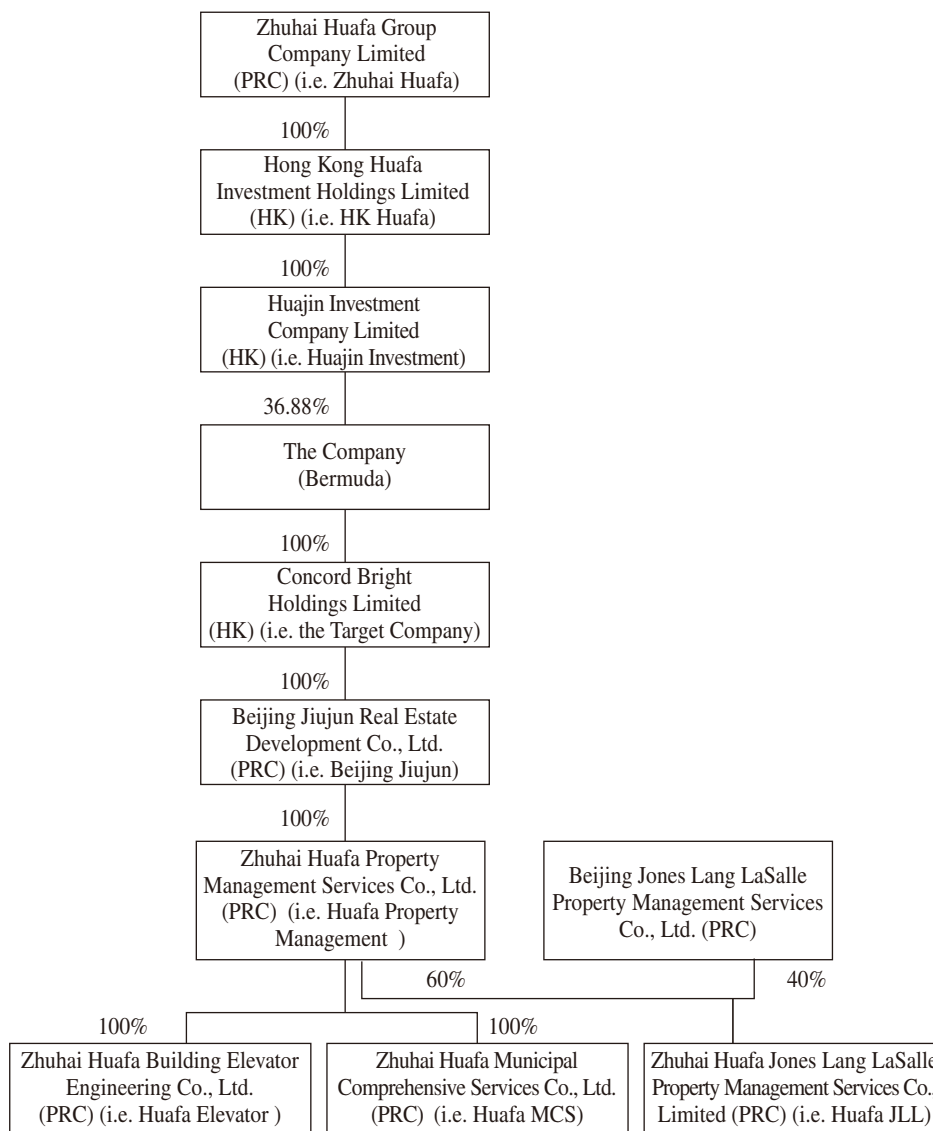 Zhuhai Huafa Group
Company Limited
(PRC) (i.e. Zhuhai Huafa)
100%
Hong Kong Huafa
Investment Holdings Limited
(HK) (i.e. HK Huafa)
100%
Huajin Investment
Company Limited
(HK) (i.e. Huajin Investment)
36.88%
The Company
(Bermuda)
100%
Concord Bright
Holdings Limited
(HK) (i.e. the Target Company)
100%
Beijing Jiujun Real Estate
Development Co., Ltd.
(PRC) (i.e. Beijing Jiujun)
100%
Zhuhai Huafa Property
Management Services Co., Ltd.
(PRC) (i.e. Huafa Property
Management )
Beijing Jones Lang LaSalle
Property Management Services
Co., Ltd. (PRC)
60%
40%
100%
100%
Zhuhai Huafa Building Elevator
Engineering Co., Ltd.
(PRC) (i.e. Huafa Elevator )
Zhuhai Huafa Municipal
Comprehensive Services Co., Ltd.
(PRC) (i.e. Huafa MCS)
Zhuhai Huafa Jones Lang LaSalle
Property Management Services Co.,
Limited (PRC) (i.e. Huafa JLL)